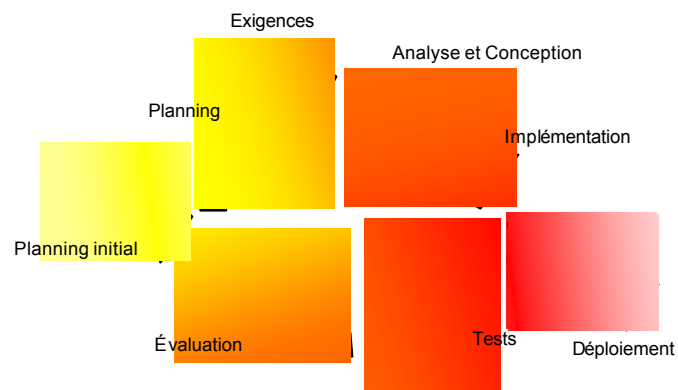 Exigences
Analyse et Conception
Planning
Implémentation
Planning initial
Évaluation
Tests
Déploiement